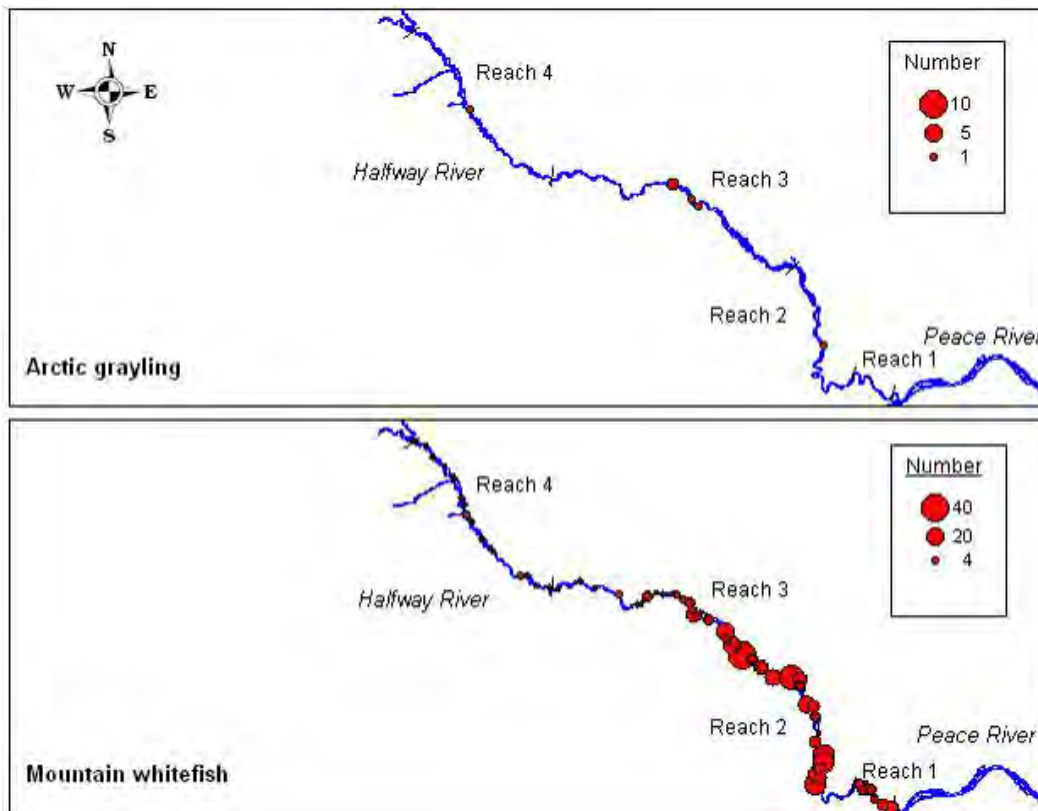 N
W E
S
Reach 4
Number
10
5
1
Halfway River
Reach 3
Reach 2
Peace River
Reach 1
Arctic grayling
Reach 4
Number
40
20
4
Halfway River
Reach 3
Reach 2
Peace River
Reach 1
Mountain whitefish